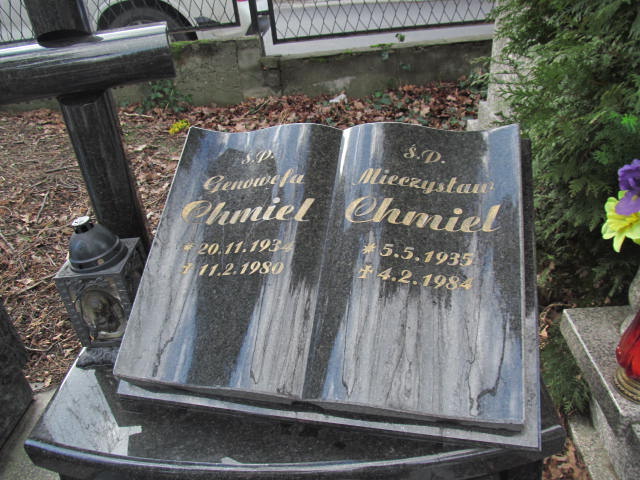 Ś.P.
Genowefa
Chmiel
* 20.11.1934
† 11.2.1980
Ś.P.
Mieczysław
Chmiel
* 5.5.1935
† 4.2.1984